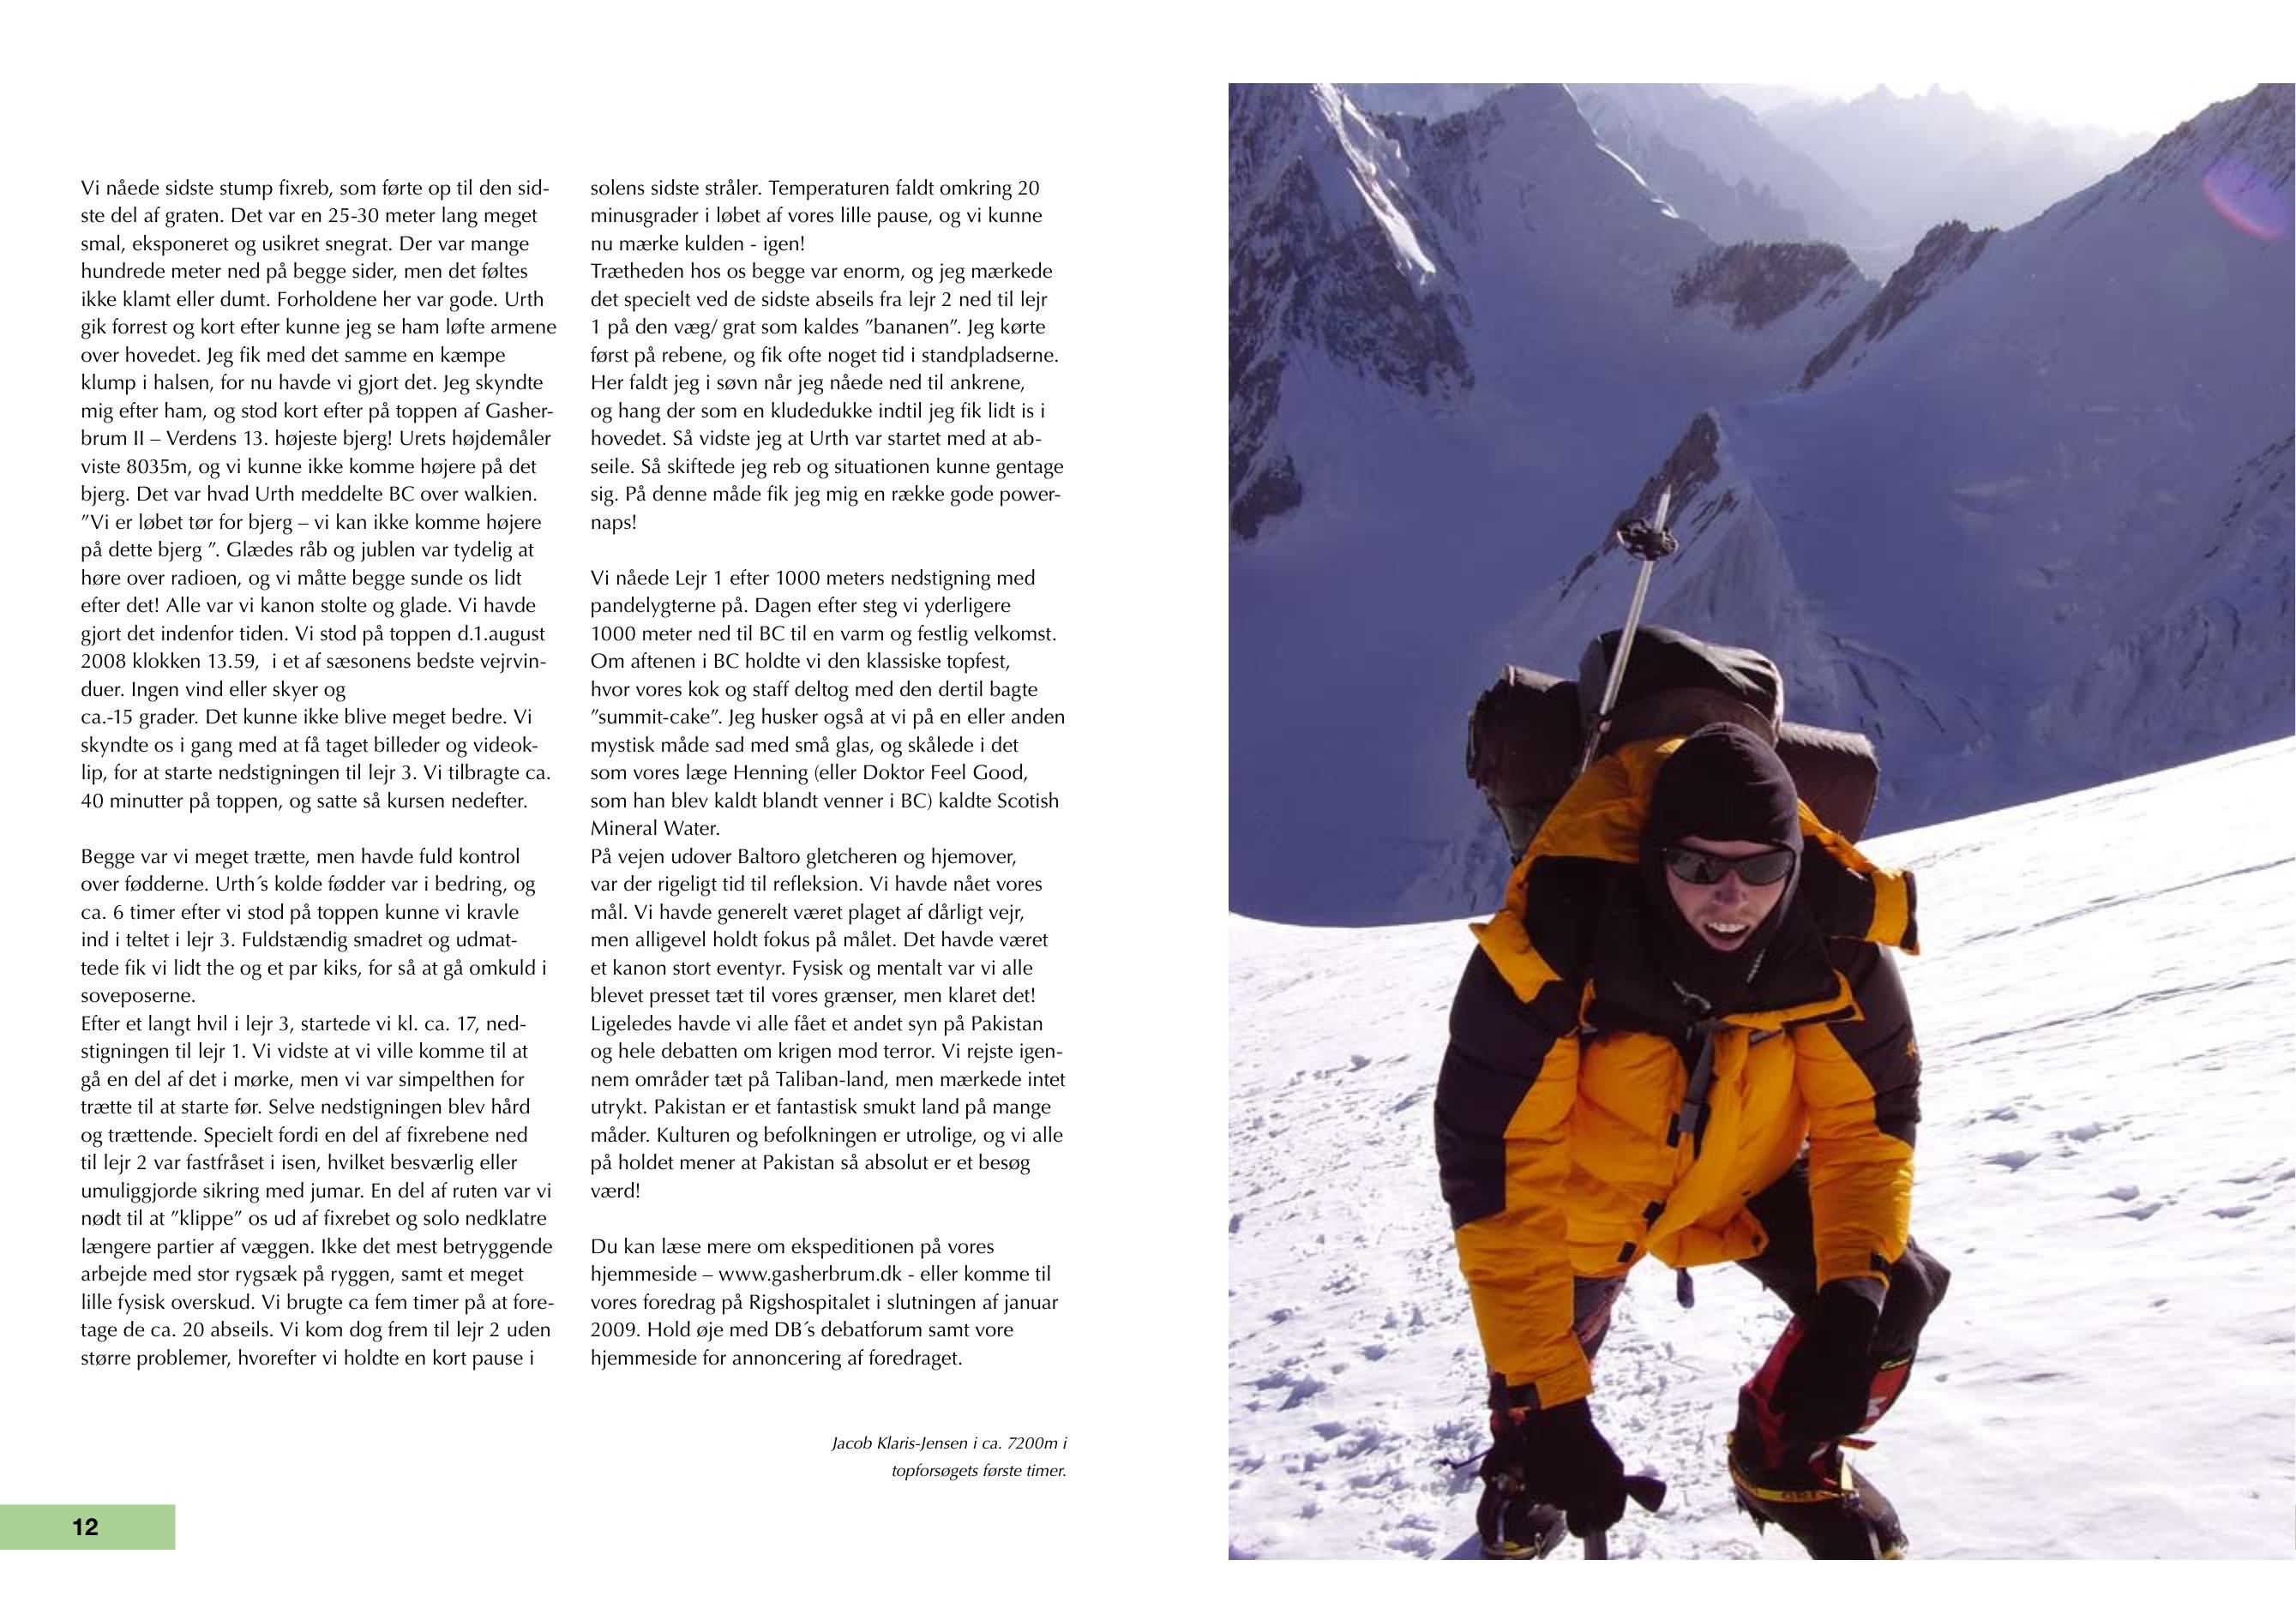 Vi nåede sidste stump fixreb, som førte op til den sid-
ste del af graten. Det var en 25-30 meter lang meget
smal, eksponeret og usikret snegrat. Der var mange
hundrede meter ned på begge sider, men det føltes
ikke klamt eller dumt. Forholdene her var gode. Urth
gik forrest og kort efter kunne jeg se ham løfte armene
over hovedet. Jeg fik med det samme en kæmpe
klump i halsen, for nu havde vi gjort det. Jeg skyndte
mig efter ham, og stod kort efter på toppen af Gasher-
brum II – Verdens 13. højeste bjerg! Urets højdemåler
viste 8035m, og vi kunne ikke komme højere på det
bjerg. Det var hvad Urth meddelte BC over walkien.
”Vi er løbet tør for bjerg – vi kan ikke komme højere
på dette bjerg ”. Glædes råb og jublen var tydelig at
høre over radioen, og vi måtte begge sunde os lidt
efter det! Alle var vi kanon stolte og glade. Vi havde
gjort det indenfor tiden. Vi stod på toppen d.1.august
2008 klokken 13.59,  i et af sæsonens bedste vejrvin-
duer. Ingen vind eller skyer og
ca.-15 grader. Det kunne ikke blive meget bedre. Vi
skyndte os i gang med at få taget billeder og videok-
lip, for at starte nedstigningen til lejr 3. Vi tilbragte ca.
40 minutter på toppen, og satte så kursen nedefter.
Begge var vi meget trætte, men havde fuld kontrol
over fødderne. Urth´s kolde fødder var i bedring, og
ca. 6 timer efter vi stod på toppen kunne vi kravle
ind i teltet i lejr 3. Fuldstændig smadret og udmat-
tede fik vi lidt the og et par kiks, for så at gå omkuld i
soveposerne.
Efter et langt hvil i lejr 3, startede vi kl. ca. 17, ned-
stigningen til lejr 1. Vi vidste at vi ville komme til at
gå en del af det i mørke, men vi var simpelthen for
trætte til at starte før. Selve nedstigningen blev hård
og trættende. Specielt fordi en del af fixrebene ned
til lejr 2 var fastfråset i isen, hvilket besværlig eller
umuliggjorde sikring med jumar. En del af ruten var vi
nødt til at ”klippe” os ud af fixrebet og solo nedklatre
længere partier af væggen. Ikke det mest betryggende
arbejde med stor rygsæk på ryggen, samt et meget
lille fysisk overskud. Vi brugte ca fem timer på at fore-
tage de ca. 20 abseils. Vi kom dog frem til lejr 2 uden
større problemer, hvorefter vi holdte en kort pause i
solens sidste stråler. Temperaturen faldt omkring 20
minusgrader i løbet af vores lille pause, og vi kunne
nu mærke kulden - igen!
Trætheden hos os begge var enorm, og jeg mærkede
det specielt ved de sidste abseils fra lejr 2 ned til lejr
1 på den væg/ grat som kaldes ”bananen”. Jeg kørte
først på rebene, og fik ofte noget tid i standpladserne.
Her faldt jeg i søvn når jeg nåede ned til ankrene,
og hang der som en kludedukke indtil jeg fik lidt is i
hovedet. Så vidste jeg at Urth var startet med at ab-
seile. Så skiftede jeg reb og situationen kunne gentage
sig. På denne måde fik jeg mig en række gode power-
naps!
Vi nåede Lejr 1 efter 1000 meters nedstigning med
pandelygterne på. Dagen efter steg vi yderligere
1000 meter ned til BC til en varm og festlig velkomst.
Om aftenen i BC holdte vi den klassiske topfest,
hvor vores kok og staff deltog med den dertil bagte
”summit-cake”. Jeg husker også at vi på en eller anden
mystisk måde sad med små glas, og skålede i det
som vores læge Henning (eller Doktor Feel Good,
som han blev kaldt blandt venner i BC) kaldte Scotish
Mineral Water.
På vejen udover Baltoro gletcheren og hjemover,
var der rigeligt tid til refleksion. Vi havde nået vores
mål. Vi havde generelt været plaget af dårligt vejr,
men alligevel holdt fokus på målet. Det havde været
et kanon stort eventyr. Fysisk og mentalt var vi alle
blevet presset tæt til vores grænser, men klaret det!
Ligeledes havde vi alle fået et andet syn på Pakistan
og hele debatten om krigen mod terror. Vi rejste igen-
nem områder tæt på Taliban-land, men mærkede intet
utrykt. Pakistan er et fantastisk smukt land på mange
måder. Kulturen og befolkningen er utrolige, og vi alle
på holdet mener at Pakistan så absolut er et besøg
værd!
Du kan læse mere om ekspeditionen på vores
hjemmeside – www.gasherbrum.dk - eller komme til
vores foredrag på Rigshospitalet i slutningen af januar
2009. Hold øje med DB´s debatforum samt vore
hjemmeside for annoncering af foredraget.
Jacob Klaris-Jensen i ca. 7200m i
topforsøgets første timer.
12